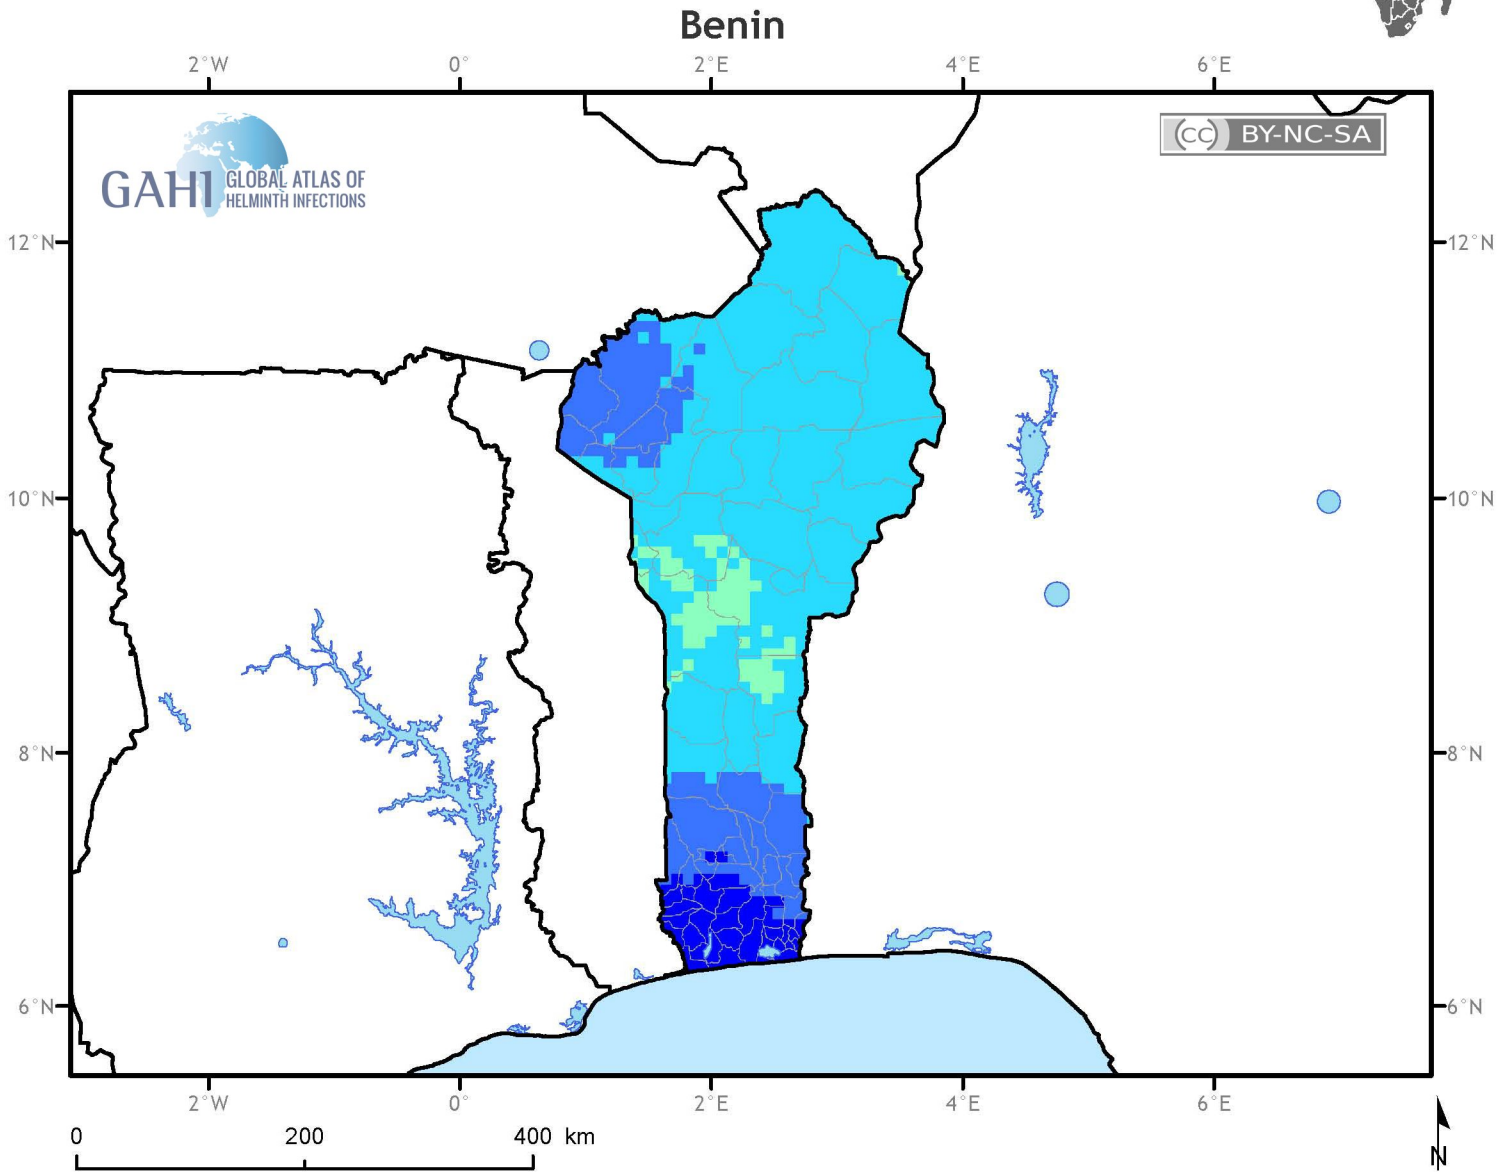 Benin
2°W 0° 2°E 4°E 6°E
GAHI GLOBAL ATLAS OF
HELMINTH INFECTIONS
(cc) BY-NC-SA
12°N 12°N
10°N 10°N
8°N 8°N
6°N 6°N
2°W 0° 2°E 4°E 6°E
0 200 400 km
N